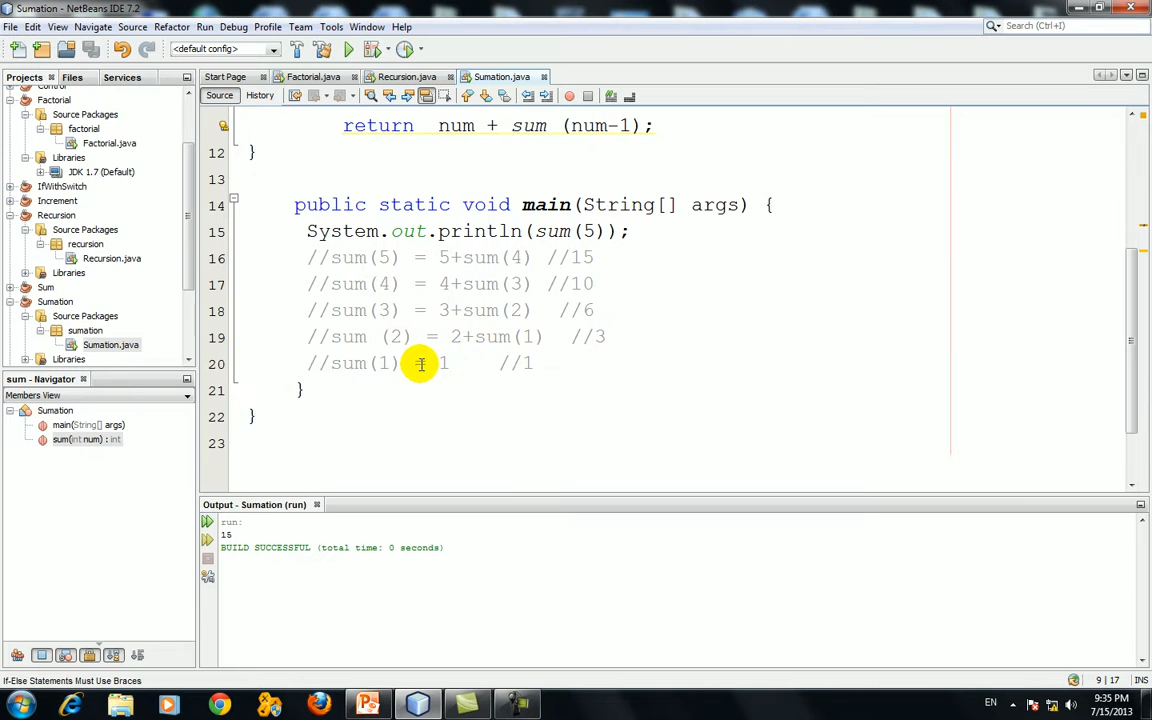 Sumation - NetBeans IDE 7.2
File Edit View Navigate Source Refactor Run Debug Profile Team Tools Window Help
Search (Ctrl+I)
<default config>
Projects Files Services
Start Page Factorial.java Recursion.java Sumation.java
Source History
Control
Factorial
Source Packages
factorial
Factorial.java
Libraries
JDK 1.7 (Default)
IfWithSwitch
Increment
Recursion
Source Packages
recursion
Recursion.java
Libraries
Sum
Sumation
Source Packages
sumation
Sumation.java
Libraries
return num + sum (num-1);
12 }
13
14 public static void main(String[] args) {
15 System.out.println(sum(5));
16 //sum(5) = 5+sum(4) //15
17 //sum(4) = 4+sum(3) //10
18 //sum(3) = 3+sum(2) //6
19 //sum (2) = 2+sum(1) //3
20 //sum(1) = 1 //1
21 }
22 }
23
sum - Navigator
Members View
Sumation
main(String[] args)
sum(int num) : int
Output - Sumation (run)
run:
15
BUILD SUCCESSFUL (total time: 0 seconds)
If-Else Statements Must Use Braces
9 | 17 INS
EN
9:35 PM
7/15/2013